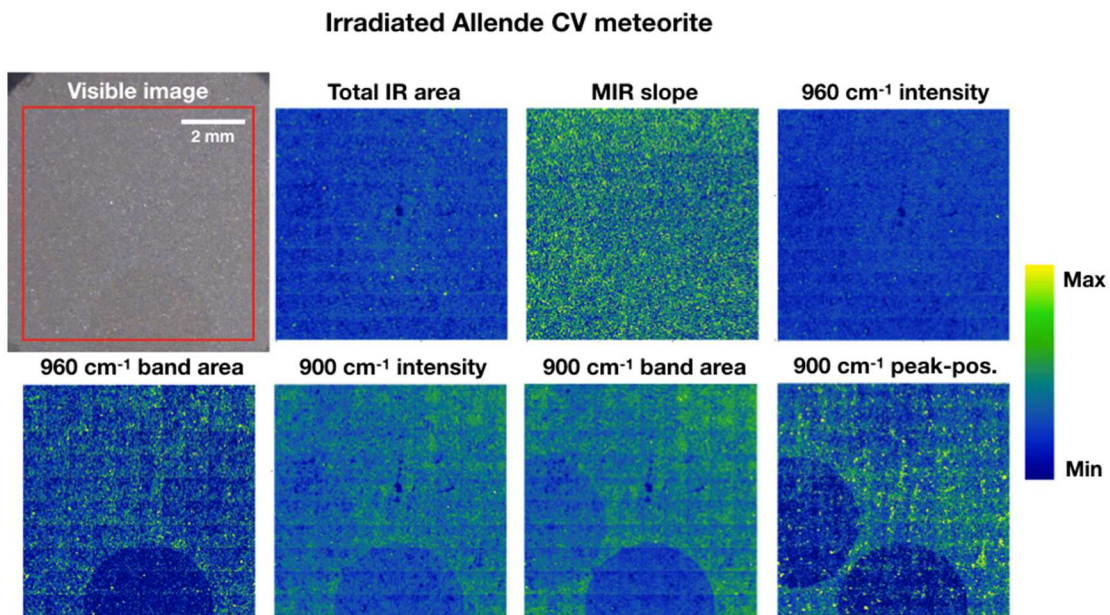 Irradiated Allende CV meteorite
Visible image
Total IR area
MIR slope
960 cm⁻¹ intensity
2 mm
Max
Min
960 cm⁻¹ band area
900 cm⁻¹ intensity
900 cm⁻¹ band area
900 cm⁻¹ peak-pos.